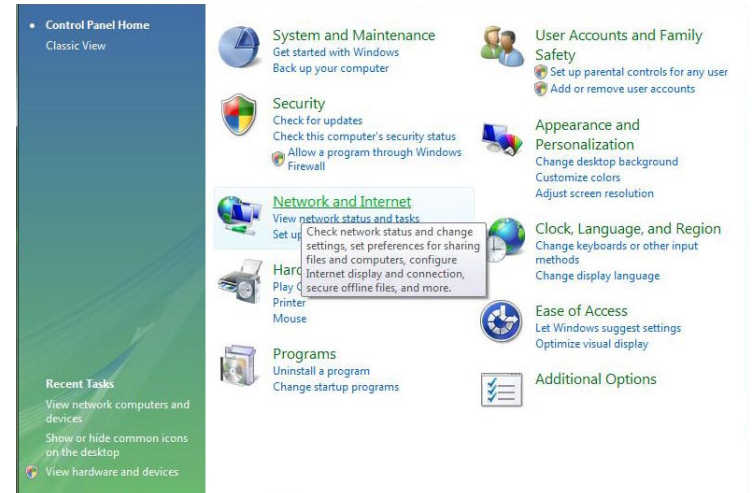 Control Panel Home
Classic View
System and Maintenance
Get started with Windows
Back up your computer
Security
Check for updates
Check this computer's security status
Allow a program through Windows
Firewall
Network and Internet
View network status and tasks
Set up
Check network status and change
settings, set preferences for sharing
files and computers, configure
Internet display and connection,
secure offline files, and more.
Hard
Play
Printer
Mouse
Programs
Uninstall a program
Change startup programs
User Accounts and Family
Safety
Set up parental controls for any user
Add or remove user accounts
Appearance and
Personalization
Change desktop background
Customize colors
Adjust screen resolution
Clock, Language, and Region
Change keyboards or other input
methods
Change display language
Ease of Access
Let Windows suggest settings
Optimize visual display
Additional Options
Recent Tasks
View network computers and
devices
Show or hide common icons
on the desktop
View hardware and devices